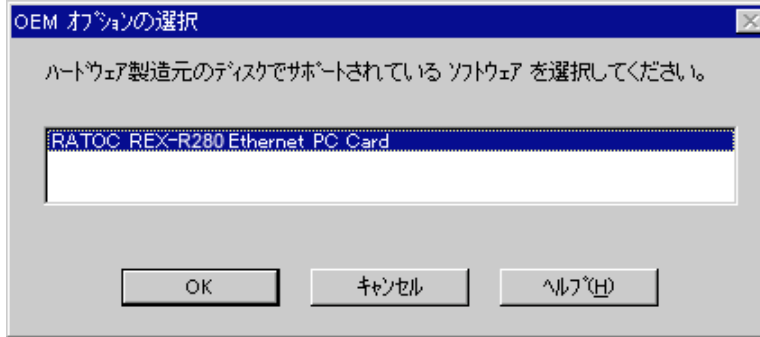 OEM ｵﾌﾟｼｮﾝの選択
ﾊｰﾄﾞｳｪｱ製造元のﾃﾞｨｽｸでｻﾎﾟｰﾄされている ｿﾌﾄｳｪｱ を選択してください。
RATOC REX-R280 Ethernet PC Card
OK ｷｬﾝｾﾙ ﾍﾙﾌﾟ(H)